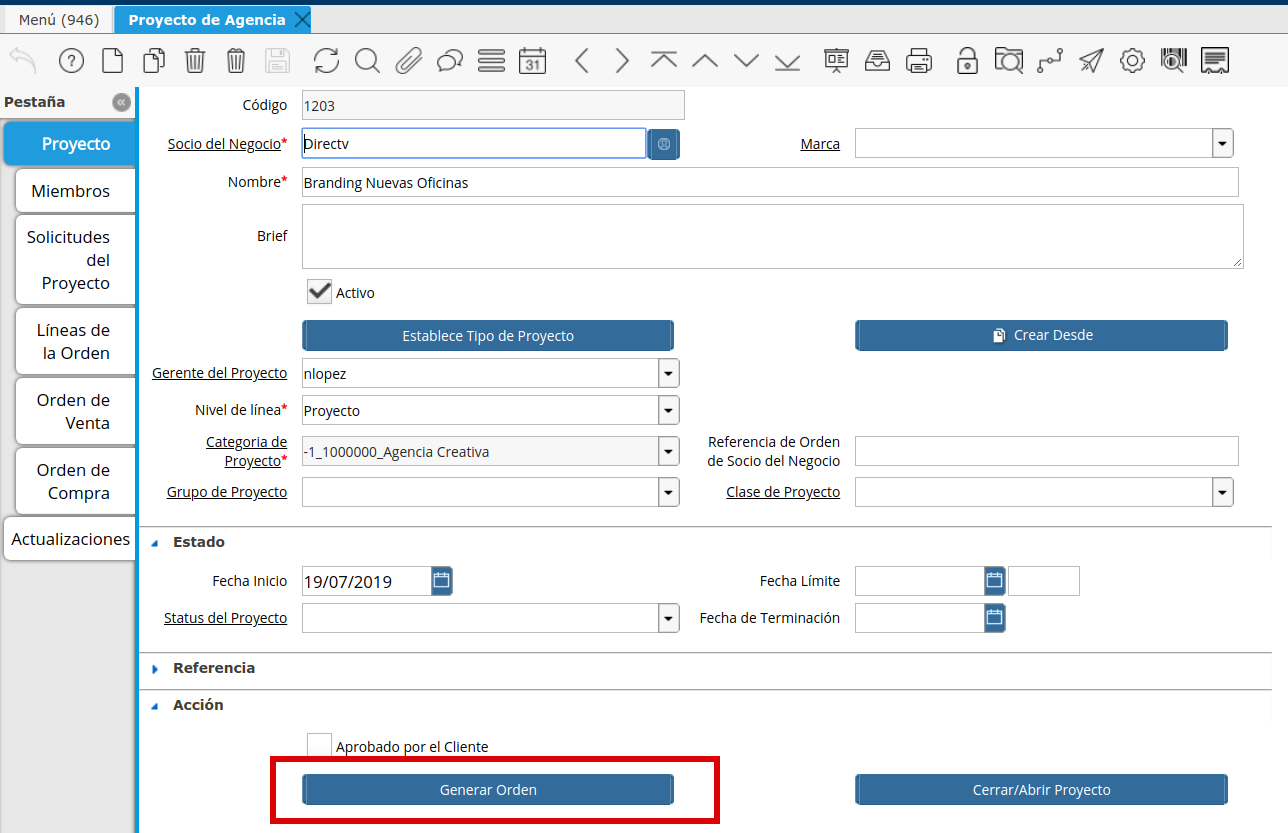 Menú (946)
Proyecto de Agencia
31
Pestaña
Proyecto
Miembros
Solicitudes
del
Proyecto
Líneas de
la Orden
Orden de
Venta
Orden de
Compra
Actualizaciones
Código 1203
Socio del Negocio* Directv Marca
Nombre* Branding Nuevas Oficinas
Brief
Activo
Establece Tipo de Proyecto Crear Desde
Gerente del Proyecto nlopez
Nivel de línea* Proyecto
Categoria de
Proyecto* -1_1000000_Agencia Creativa
Referencia de Orden
de Socio del Negocio
Grupo de Proyecto Clase de Proyecto
Estado
Fecha Inicio 19/07/2019 Fecha Límite
Status del Proyecto Fecha de Terminación
Referencia
Acción
Aprobado por el Cliente
Generar Orden Cerrar/Abrir Proyecto